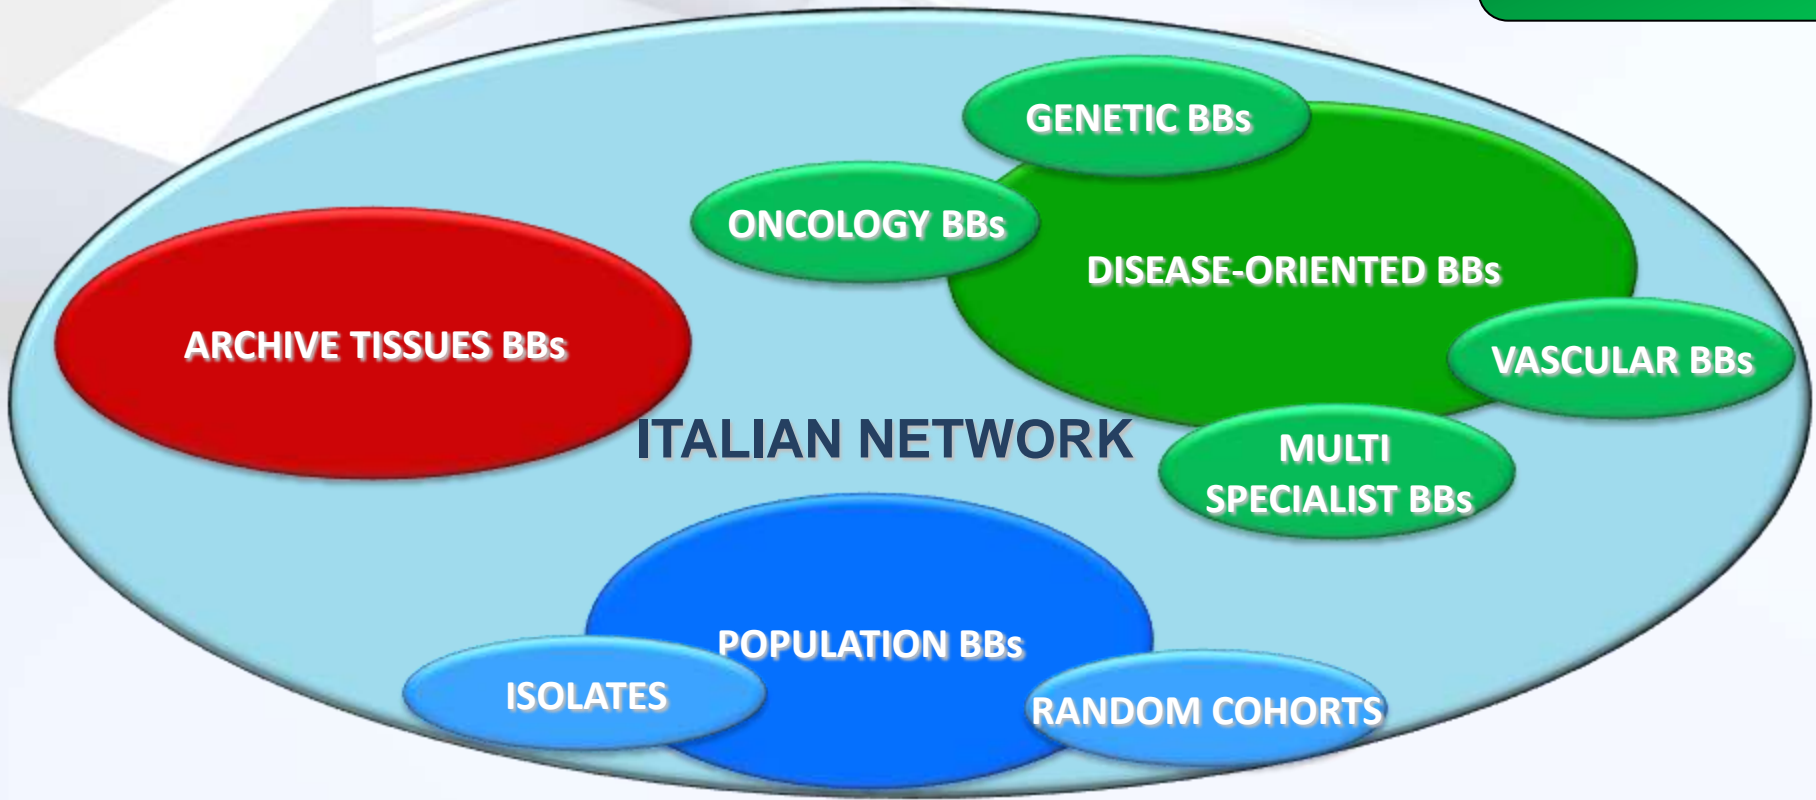 GENETIC BBs
ONCOLOGY BBs
DISEASE-ORIENTED BBs
ARCHIVE TISSUES BBs
VASCULAR BBs
ITALIAN NETWORK
MULTI
SPECIALIST BBs
POPULATION BBs
ISOLATES
RANDOM COHORTS